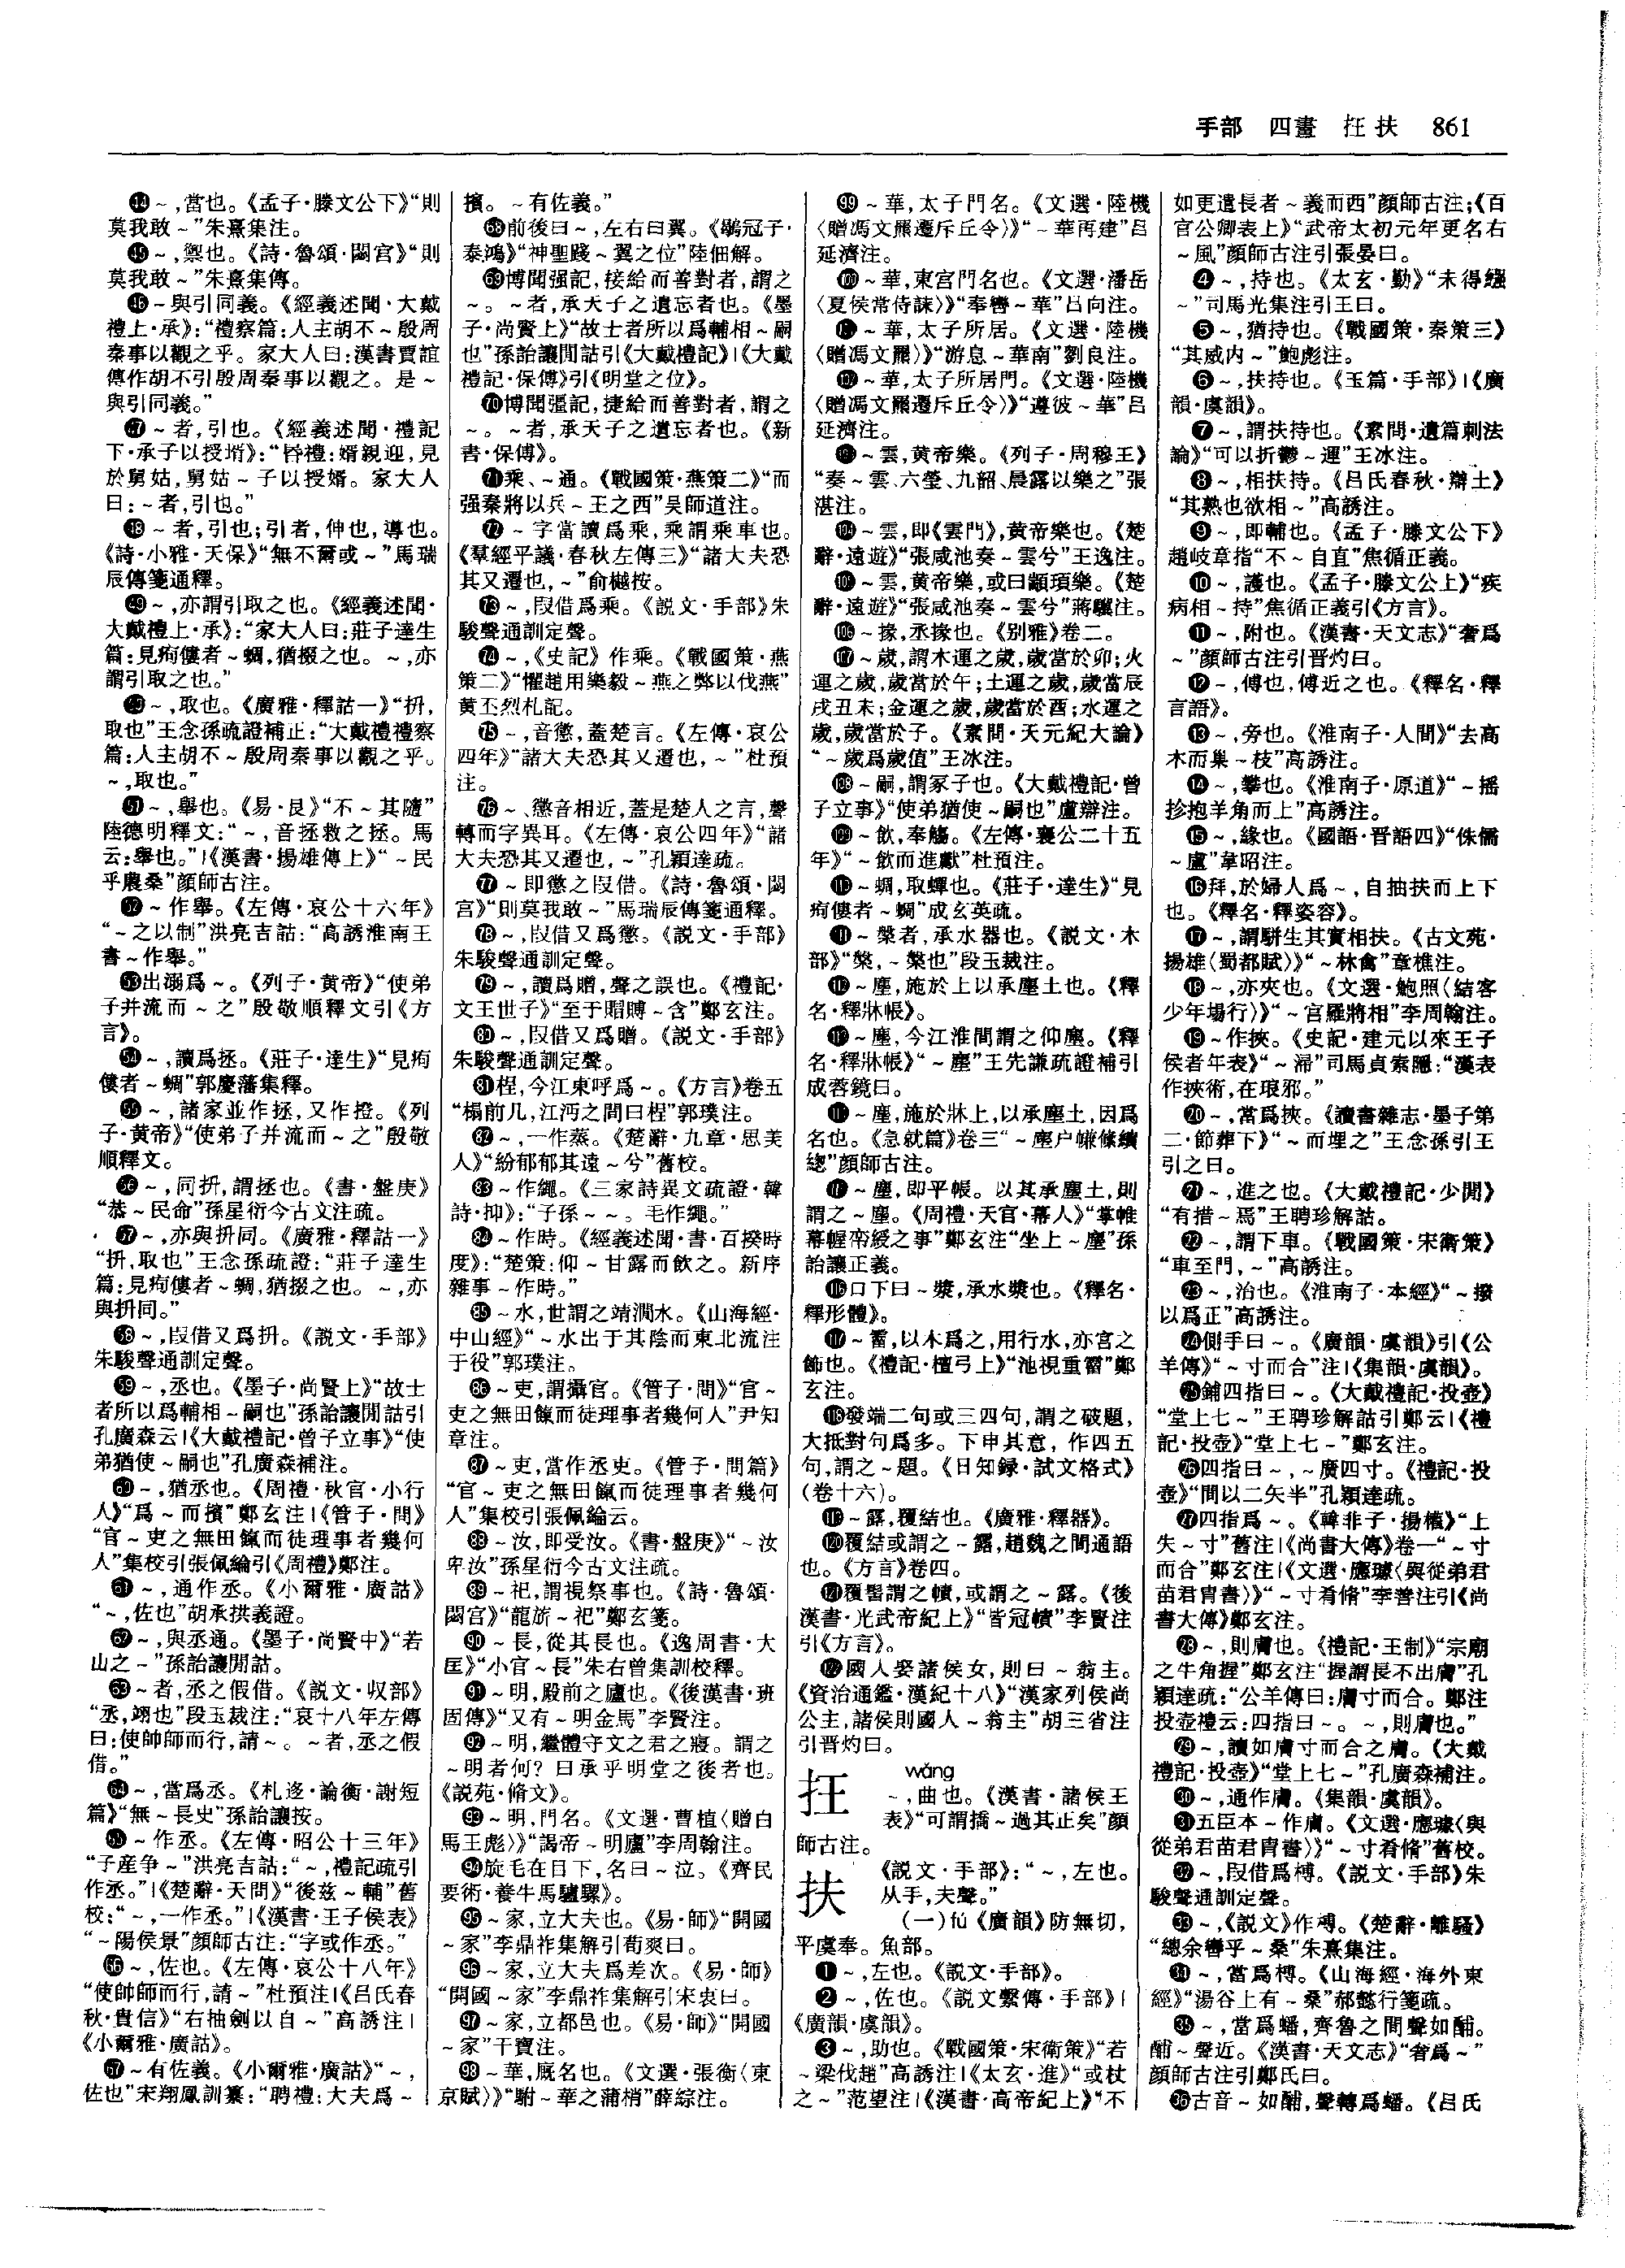 手部　四畫　抂扶　861
㊹～,當也。《孟子·滕文公下》“則
莫我敢～”朱熹集注。
㊺～,禦也。《詩·魯頌·閟宮》“則
莫我敢～”朱熹集傳。
㊻～與引同義。《經義述聞·大戴
禮上·承》:“禮察篇:人主胡不～殷周
秦事以觀之乎。家大人曰:漢書賈誼
傳作胡不引殷周秦事以觀之。是～
與引同義。”
㊼～者,引也。《經義述聞·禮記
下·承子以授壻》:“昏禮:婿親迎,見
於舅姑,舅姑～子以授婿。家大人
曰:～者,引也。”
㊽～者,引也;引者,伸也,導也。
《詩·小雅·天保》“無不爾或～”馬瑞
辰傳箋通釋。
㊾～,亦謂引取之也。《經義述聞·
大戴禮上·承》:“家大人曰:莊子達生
篇:見痀僂者～蜩,猶掇之也。～,亦
謂引取之也。”
㊿～,取也。《廣雅·釋詁一》“抍,
取也”王念孫疏證補正:“大戴禮禮察
篇:人主胡不～殷周秦事以觀之乎。
～,取也。”
51～,舉也。《易·艮》“不～其隨”
陸德明釋文:“～,音拯救之拯。馬
云:舉也。”|《漢書·揚雄傳上》“～民
乎農桑”顔師古注。
52～作舉。《左傳·哀公十六年》
“～之以制”洪亮吉詁:“高誘淮南王
書～作舉。”
53出溺爲～。《列子·黄帝》“使弟
子并流而～之”殷敬順釋文引《方
言》。
54～,讀爲拯。《莊子·達生》“見痀
僂者～蜩”郭慶藩集釋。
55～,諸家並作拯,又作撜。《列
子·黄帝》“使弟子并流而～之”殷敬
順釋文。
56～,同抍,謂拯也。《書·盤庚》
“恭～民命”孫星衍今古文注疏。
57～,亦與抍同。《廣雅·釋詁一》
“抍,取也”王念孫疏證:“莊子達生
篇:見痀僂者～蜩,猶掇之也。～,亦
與抍同。”
58～,叚借又爲抍。《説文·手部》
朱駿聲通訓定聲。
59～,丞也。《墨子·尚賢上》“故士
者所以爲輔相～嗣也”孫詒讓閒詁引
孔廣森云|《大戴禮記·曾子立事》“使
弟猶使～嗣也”孔廣森補注。
60～,猶丞也。《周禮·秋官·小行
人》“爲～而擯”鄭玄注|《管子·問》
“官～吏之無田餼而徒理事者幾何
人”集校引張佩綸引《周禮》鄭注。
61～,通作丞。《小爾雅·廣詁》
“～,佐也”胡承拱義證。
62～,與丞通。《墨子·尚賢中》“若
山之～”孫詒讓閒詁。
63～者,丞之假借。《説文·収部》
“丞,翊也”段玉裁注:“哀十八年左傳
曰:使帥師而行,請～。～者,丞之假
借。”
64～,當爲丞。《札迻·論衡·謝短
篇》“無～長史”孫詒讓按。
65～作丞。《左傳·昭公十三年》
“子産争～”洪亮吉詁:“～,禮記疏引
作丞。”|《楚辭·天問》“後兹～輔”舊
校:“～,一作丞。”|《漢書·王子侯表》
“～陽侯景”顔師古注:“字或作丞。”
66～,佐也。《左傳·哀公十八年》
“使帥師而行,請～”杜預注|《吕氏春
秋·貴信》“右抽劍以自～”高誘注|
《小爾雅·廣詁》。
67～有佐義。《小爾雅·廣詁》“～,
佐也”宋翔鳳訓纂:“聘禮:大夫爲～
擯。～有佐義。”
68前後曰～,左右曰翼。《鶡冠子·
泰鴻》“神聖踐～翼之位”陸佃解。
69博聞强記,接給而善對者,謂之
～。～者,承天子之遺忘者也。《墨
子·尚賢上》“故士者所以爲輔相～嗣
也”孫詒讓閒詁引《大戴禮記》|《大戴
禮記·保傅》引《明堂之位》。
70博聞强記,捷給而善對者,謂之
～。～者,承天子之遺忘者也。《新
書·保傅》。
71乘、～通。《戰國策·燕策二》“而
强秦將以兵～王之西”吴師道注。
72～字當讀爲乘,乘謂乘車也。
《羣經平議·春秋左傳三》“諸大夫恐
其又遷也,～”俞樾按。
73～,叚借爲乘。《説文·手部》朱
駿聲通訓定聲。
74～,《史記》作乘。《戰國策·燕
策二》“懼趙用樂毅～燕之弊以伐燕”
黄丕烈札記。
75～,音懲,蓋楚言。《左傳·哀公
四年》“諸大夫恐其又遷也,～”杜預
注。
76～、懲音相近,蓋是楚人之言,聲
轉而字異耳。《左傳·哀公四年》“諸
大夫恐其又遷也,～”孔穎達疏。
77～即懲之叚借。《詩·魯頌·閟
宮》“則莫我敢～”馬瑞辰傳箋通釋。
78～,叚借又爲懲。《説文·手部》
朱駿聲通訓定聲。
79～,讀爲贈,聲之誤也。《禮記·
文王世子》“至于賵賻～含”鄭玄注。
80～,叚借又爲贈。《説文·手部》
朱駿聲通訓定聲。
81桯,今江東呼爲～。《方言》卷五
“榻前几,江沔之間曰桯”郭璞注。
82～,一作蒸。《楚辭·九章·思美
人》“紛郁郁其遠～兮”舊校。
83～作繩。《三家詩異文疏證·韓
詩·抑》:“子孫～～。毛作繩。”
84～作時。《經義述聞·書·百揆時
度》:“楚策:仰～甘露而飲之。新序
雜事～作時。”
85～水,世謂之靖澗水。《山海經·
中山經》“～水出于其陰而東北流注
于役”郭璞注。
86～吏,謂攝官。《管子·問》“官～
吏之無田餼而徒理事者幾何人”尹知
章注。
87～吏,當作丞吏。《管子·問篇》
“官～吏之無田餼而徒理事者幾何
人”集校引張佩綸云。
88～汝,即受汝。《書·盤庚》“～汝
卑汝”孫星衍今古文注疏。
89～祀,謂視祭事也。《詩·魯頌·
閟宮》“龍旂～祀”鄭玄箋。
90～長,從其長也。《逸周書·大
匡》“小官～長”朱右曾集訓校釋。
91～明,殿前之廬也。《後漢書·班
固傳》“又有～明金馬”李賢注。
92～明,繼體守文之君之寢。謂之
～明者何?曰承乎明堂之後者也。
《説苑·脩文》。
93～明,門名。《文選·曹植〈贈白
馬王彪〉》“謁帝～明廬”李周翰注。
94旋毛在目下,名曰～泣。《齊民
要術·養牛馬驢騾》。
95～家,立大夫也。《易·師》“開國
～家”李鼎祚集解引荀爽曰。
96～家,立大夫爲差次。《易·師》
“開國～家”李鼎祚集解引宋衷曰。
97～家,立都邑也。《易·師》“開國
～家”干寶注。
98～華,厩名也。《文選·張衡〈東
京賦〉》“駙～華之蒲梢”薛綜注。
99～華,太子門名。《文選·陸機
〈贈馮文羆遷斥丘令〉》“～華再建”吕
延濟注。
100～華,東宮門名也。《文選·潘岳
〈夏侯常侍誄〉》“奉轡～華”吕向注。
101～華,太子所居。《文選·陸機
〈贈馮文羆〉》“游息～華南”劉良注。
102～華,太子所居門。《文選·陸機
〈贈馮文羆遷斥丘令〉》“遵彼～華”吕
延濟注。
103～雲,黄帝樂。《列子·周穆王》
“奏～雲、六瑩、九韶、晨露以樂之”張
湛注。
104～雲,即《雲門》,黄帝樂也。《楚
辭·遠遊》“張咸池奏～雲兮”王逸注。
105～雲,黄帝樂,或曰顓頊樂。《楚
辭·遠遊》“張咸池奏～雲兮”蔣驥注。
106～掾,丞掾也。《别雅》卷二。
107～歲,謂木運之歲,歲當於卯;火
運之歲,歲當於午;土運之歲,歲當辰
戌丑未;金運之歲,歲當於酉;水運之
歲,歲當於子。《素問·天元紀大論》
“～歲爲歲值”王冰注。
108～嗣,謂冢子也。《大戴禮記·曾
子立事》“使弟猶使～嗣也”盧辯注。
109～飲,奉觴。《左傳·襄公二十五
年》“～飲而進獻”杜預注。
110～蜩,取蟬也。《莊子·達生》“見
痀僂者～蜩”成玄英疏。
111～槃者,承水器也。《説文·木
部》“槃,～槃也”段玉裁注。
112～塵,施於上以承塵土也。《釋
名·釋牀帳》。
113～塵,今江淮間謂之仰塵。《釋
名·釋牀帳》“～塵”王先謙疏證補引
成蓉鏡曰。
114～塵,施於牀上,以承塵土,因爲
名也。《急就篇》卷三“～塵户㡘絛繢
緫”顔師古注。
115～塵,即平帳。以其承塵土,則
謂之～塵。《周禮·天官·幕人》“掌帷
幕幄帟綬之事”鄭玄注“坐上～塵”孫
詒讓正義。
116口下曰～漿,承水漿也。《釋名·
釋形體》。
117～霤,以木爲之,用行水,亦宮之
飾也。《禮記·檀弓上》“池視重霤”鄭
玄注。
118發端二句或三四句,謂之破題,
大抵對句爲多。下申其意,作四五
句,謂之～題。《日知録·試文格式》
(卷十六)。
119～露,覆結也。《廣雅·釋器》。
120覆結或謂之～露,趙魏之間通語
也。《方言》卷四。
121覆髻謂之幘,或謂之～露。《後
漢書·光武帝紀上》“皆冠幘”李賢注
引《方言》。
122國人娶諸侯女,則曰～翁主。
《資治通鑑·漢紀十八》“漢家列侯尚
公主,諸侯則國人～翁主”胡三省注
引晋灼曰。
抂　wǎng
～,曲也。《漢書·諸侯王
表》“可謂撟～過其正矣”顔
師古注。
扶　《説文·手部》:“～,左也。
从手,夫聲。”
(一)fú《廣韻》防無切,
平虞奉。魚部。
❶～,左也。《説文·手部》。
❷～,佐也。《説文繫傳·手部》|
《廣韻·虞韻》。
❸～,助也。《戰國策·宋衛策》“若
～梁伐趙”高誘注|《太玄·進》“或杖
之～”范望注|《漢書·高帝紀上》“不
如更遣長者～義而西”顔師古注;《百
官公卿表上》“武帝太初元年更名右
～風”顔師古注引張晏曰。
❹～,持也。《太玄·勤》“未得繈
～”司馬光集注引王曰。
❺～,猶持也。《戰國策·秦策三》
“其威内～”鮑彪注。
❻～,扶持也。《玉篇·手部》|《廣
韻·虞韻》。
❼～,謂扶持也。《素問·遺篇刺法
論》“可以折鬱～運”王冰注。
❽～,相扶持。《吕氏春秋·辯土》
“其熟也欲相～”高誘注。
❾～,即輔也。《孟子·滕文公下》
趙岐章指“不～自直”焦循正義。
❿～,護也。《孟子·滕文公上》“疾
病相～持”焦循正義引《方言》。
⓫～,附也。《漢書·天文志》“奢爲
～”顔師古注引晋灼曰。
⓬～,傅也,傅近之也。《釋名·釋
言語》。
⓭～,旁也。《淮南子·人間》“去高
木而巢～枝”高誘注。
⓮～,攀也。《淮南子·原道》“～摇
抮抱羊角而上”高誘注。
⓯～,緣也。《國語·晋語四》“侏儒
～盧”韋昭注。
⓰拜,於婦人爲～,自抽扶而上下
也。《釋名·釋姿容》。
⓱～,謂駢生其實相扶。《古文苑·
揚雄〈蜀都賦〉》“～林禽”章樵注。
⓲～,亦夾也。《文選·鮑照〈結客
少年場行〉》“～宮羅將相”李周翰注。
⓳～作挾。《史記·建元以來王子
侯者年表》“～㴆”司馬貞索隱:“漢表
作挾術,在琅邪。”
⓴～,當爲挾。《讀書雜志·墨子第
二·節葬下》“～而埋之”王念孫引王
引之曰。
21～,進之也。《大戴禮記·少閒》
“有措～焉”王聘珍解詁。
22～,謂下車。《戰國策·宋衛策》
“車至門,～”高誘注。
23～,治也。《淮南子·本經》“～撥
以爲正”高誘注。
24側手曰～。《廣韻·虞韻》引《公
羊傳》“～寸而合”注|《集韻·虞韻》。
25鋪四指曰～。《大戴禮記·投壺》
“堂上七～”王聘珍解詁引鄭云|《禮
記·投壺》“堂上七～”鄭玄注。
26四指曰～,～廣四寸。《禮記·投
壺》“間以二矢半”孔穎達疏。
27四指爲～。《韓非子·揚權》“上
失～寸”舊注|《尚書大傳》卷一“～寸
而合”鄭玄注|《文選·應璩〈與從弟君
苗君胄書〉》“～寸肴脩”李善注引《尚
書大傳》鄭玄注。
28～,則膚也。《禮記·王制》“宗廟
之牛角握”鄭玄注“握謂長不出膚”孔
穎達疏:“公羊傳曰:膚寸而合。鄭注
投壺禮云:四指曰～。～,則膚也。”
29～,讀如膚寸而合之膚。《大戴
禮記·投壺》“堂上七～”孔廣森補注。
30～,通作膚。《集韻·虞韻》。
31五臣本～作膚。《文選·應璩〈與
從弟君苗君胄書〉》“～寸肴脩”舊校。
32～,叚借爲榑。《説文·手部》朱
駿聲通訓定聲。
33～,《説文》作榑。《楚辭·離騷》
“總余轡乎～桑”朱熹集注。
34～,當爲榑。《山海經·海外東
經》“湯谷上有～桑”郝懿行箋疏。
35～,當爲蟠,齊魯之間聲如酺。
酺～聲近。《漢書·天文志》“奢爲～”
顔師古注引鄭氏曰。
36古音～如酺,聲轉爲蟠。《吕氏